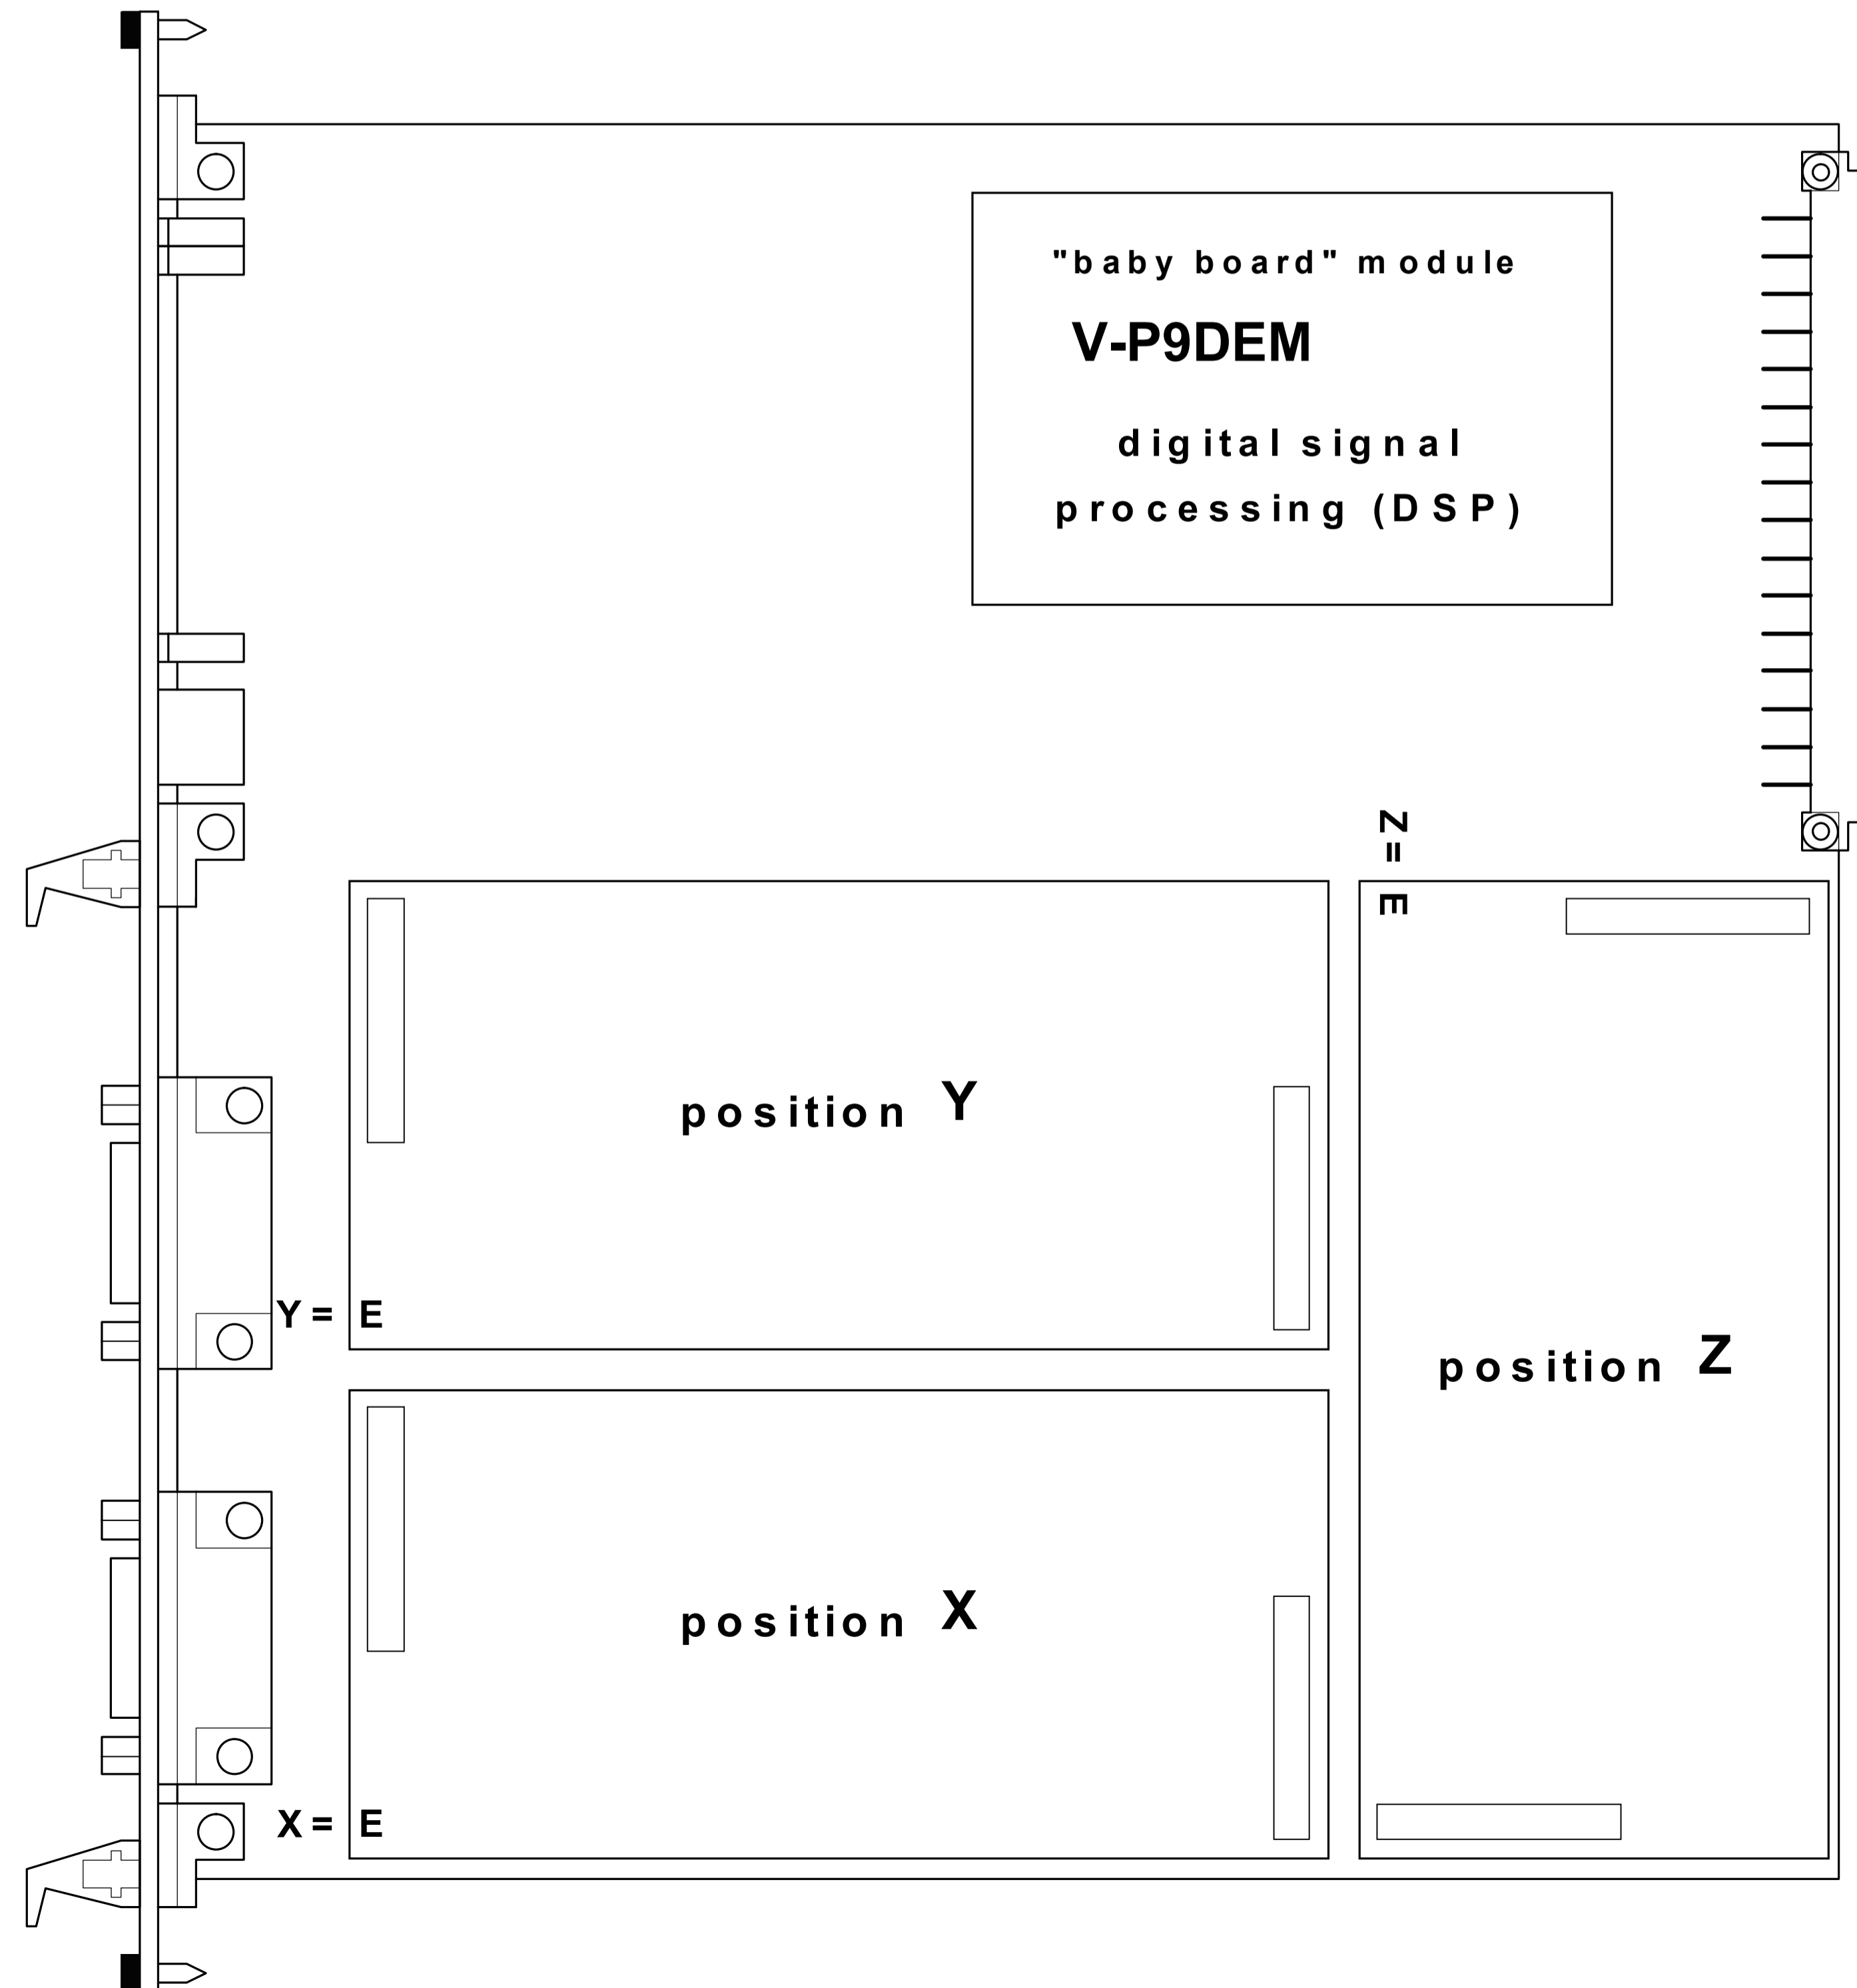 "baby board" module
V-P9DEM
digital signal
processing (DSP)
Z = E
position Y
Y = E
position Z
position X
X = E